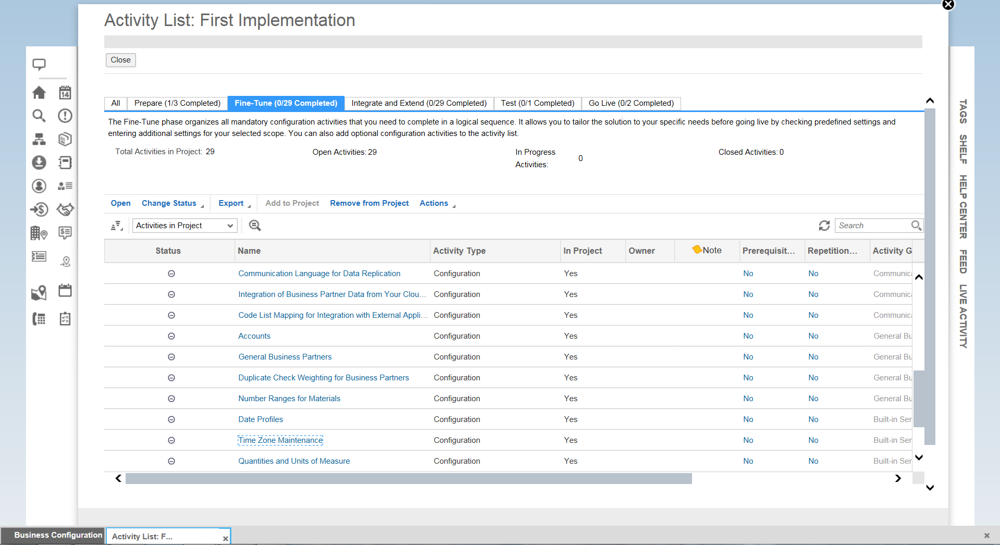 Activity List: First Implementation
Close
All
Prepare (1/3 Completed)
Fine-Tune (0/29 Completed)
Integrate and Extend (0/29 Completed)
Test (0/1 Completed)
Go Live (0/2 Completed)
The Fine-Tune phase organizes all mandatory configuration activities that you need to complete in a logical sequence. It allows you to tailor the solution to your specific needs before going live by checking predefined settings and
entering additional settings for your selected scope. You can also add optional configuration activities to the activity list.
Total Activities in Project: 29
Open Activities: 29
In Progress
Activities:
0
Closed Activities: 0
Open Change Status Export Add to Project Remove from Project Actions
Activities in Project
Search
Status Name Activity Type In Project Owner Note Prerequisit... Repetition... Activity G
Communication Language for Data Replication Configuration Yes No No Communica
Integration of Business Partner Data from Your Clou... Configuration Yes No No Communica
Code List Mapping for Integration with External Appli... Configuration Yes No No Communica
Accounts Configuration Yes No No General Bu
General Business Partners Configuration Yes No No General Bu
Duplicate Check Weighting for Business Partners Configuration Yes No No General Bu
Number Ranges for Materials Configuration Yes No No General Bu
Date Profiles Configuration Yes No No Built-in Ser
Time Zone Maintenance Configuration Yes No No Built-in Ser
Quantities and Units of Measure Configuration Yes No No Built-in Ser
14
TAGS
SHELF
HELP CENTER
FEED
LIVE ACTIVITY
Business Configuration
Activity List: F...